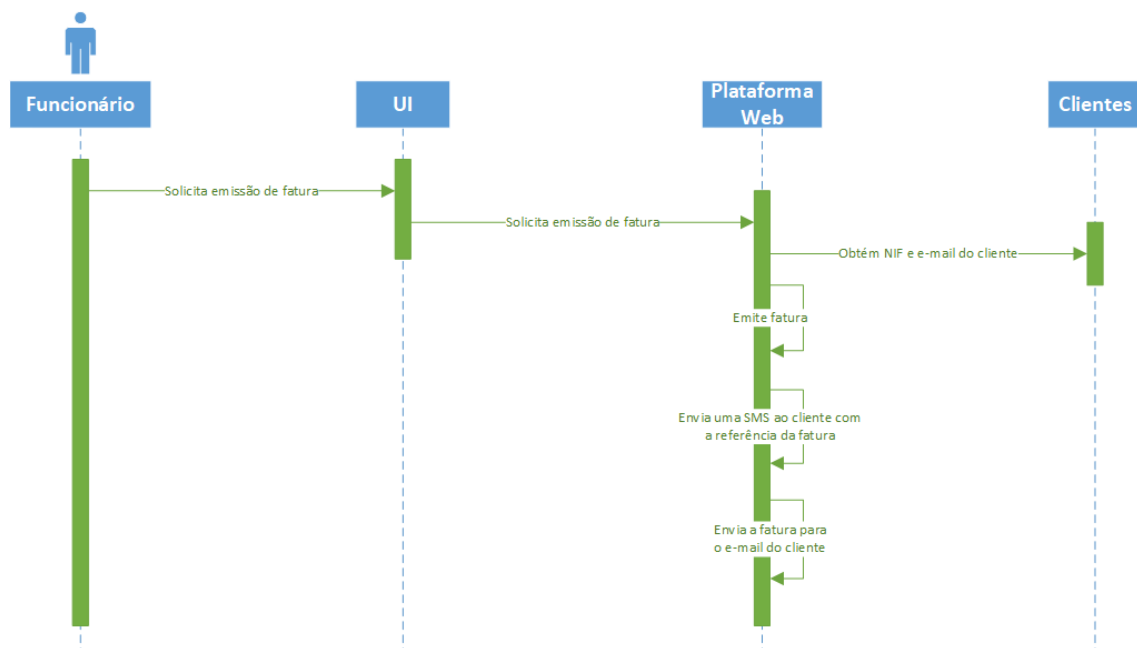 Funcionário
UI
Plataforma
Web
Clientes
Solicita emissão de fatura
Solicita emissão de fatura
Obtém NIF e e-mail do cliente
Emite fatura
Envia uma SMS ao cliente com
a referência da fatura
Envia a fatura para
o e-mail do cliente